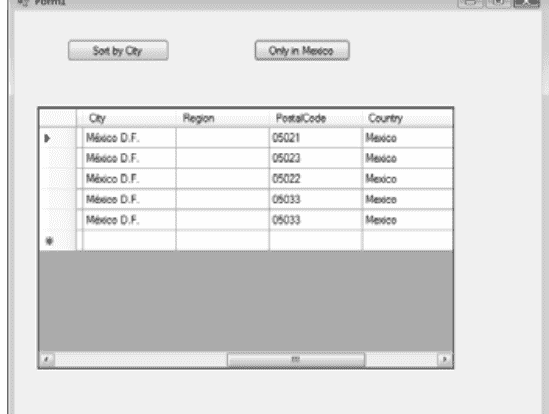 Form1
Sort by City Only in Mexico
City Region PostalCode Country
México D.F. 05021 Mexico
México D.F. 05023 Mexico
México D.F. 05022 Mexico
México D.F. 05033 Mexico
México D.F. 05033 Mexico